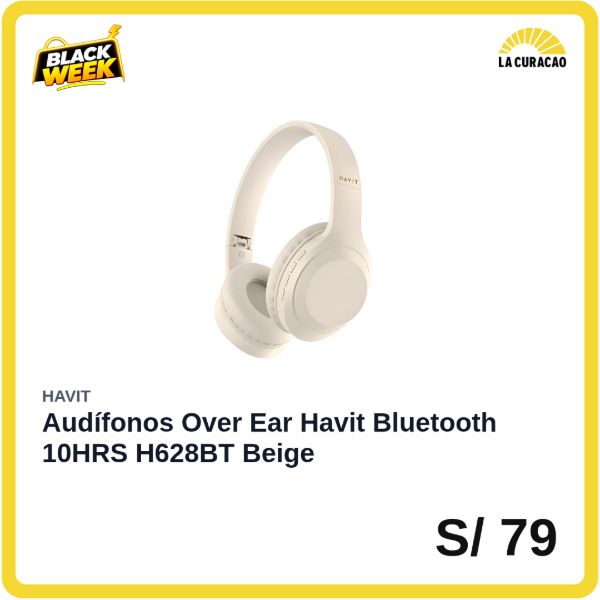 BLACK
WEEK
LA CURACAO
HAVIT
HAVIT
Audífonos Over Ear Havit Bluetooth
10HRS H628BT Beige
S/ 79